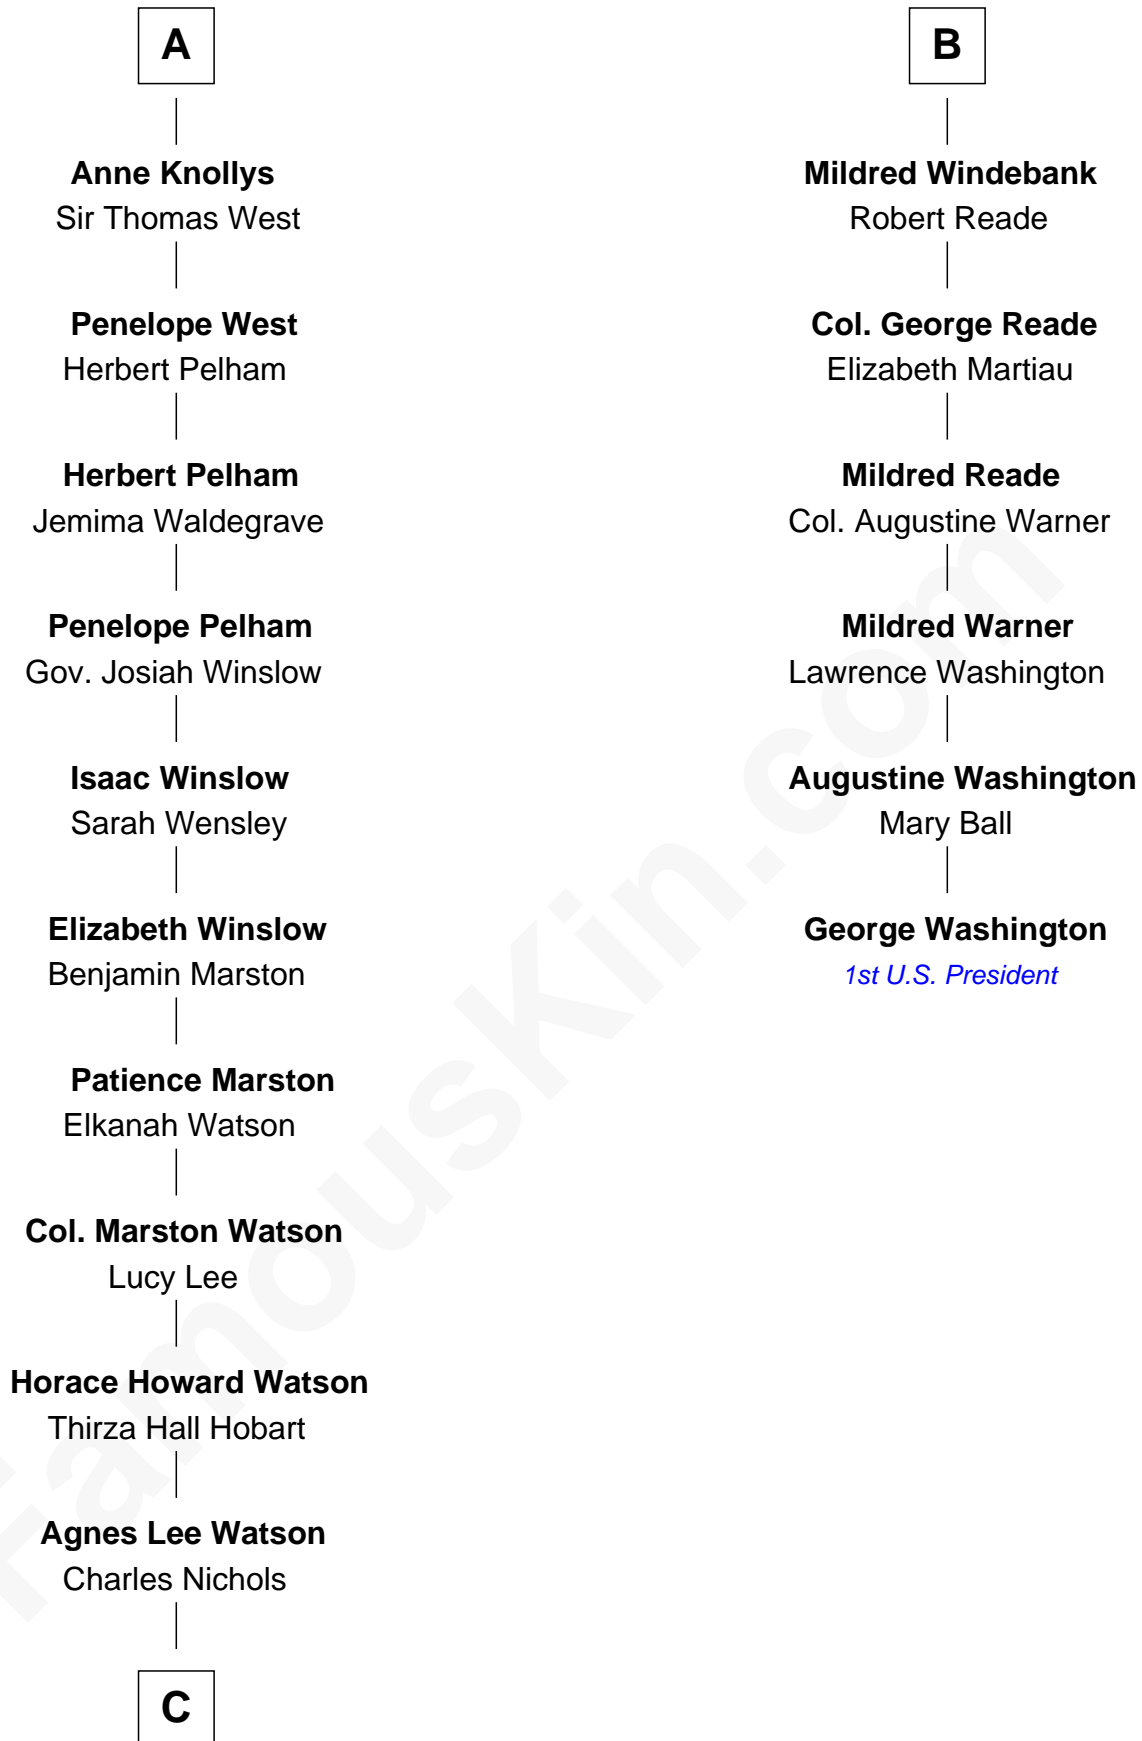 A
Anne Knollys
Sir Thomas West
Penelope West
Herbert Pelham
Herbert Pelham
Jemima Waldegrave
Penelope Pelham
Gov. Josiah Winslow
Isaac Winslow
Sarah Wensley
Elizabeth Winslow
Benjamin Marston
Patience Marston
Elkanah Watson
Col. Marston Watson
Lucy Lee
Horace Howard Watson
Thirza Hall Hobart
Agnes Lee Watson
Charles Nichols
C
B
Mildred Windebank
Robert Reade
Col. George Reade
Elizabeth Martiau
Mildred Reade
Col. Augustine Warner
Mildred Warner
Lawrence Washington
Augustine Washington
Mary Ball
George Washington
1st U.S. President
FamousKin.com